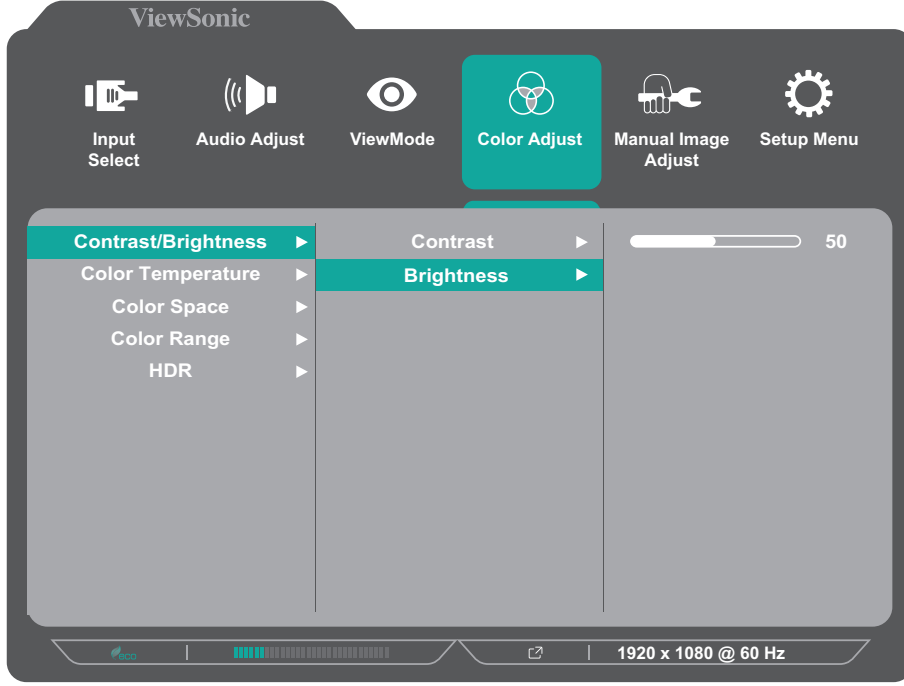 ViewSonic
Input
Select
Audio Adjust
ViewMode
Color Adjust
Manual Image
Adjust
Setup Menu
Contrast/Brightness
Contrast
50
Color Temperature
Brightness
Color Space
Color Range
HDR
eco
1920 x 1080 @ 60 Hz